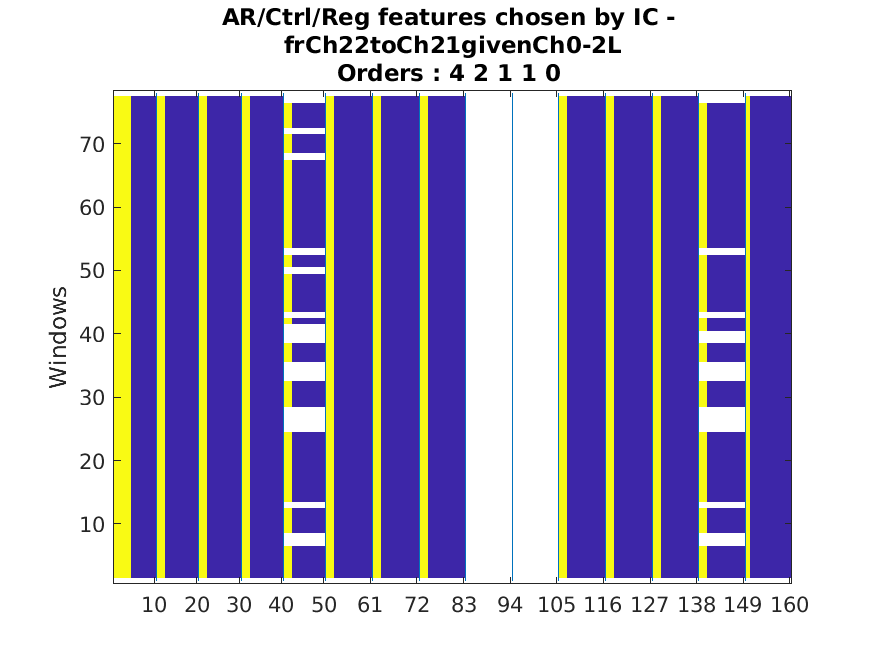 AR/Ctrl/Reg features chosen by IC -
frCh22toCh21givenCh0-2L
Orders : 4 2 1 1 0
Windows
70
60
50
40
30
20
10
10 20 30 40 50 61 72 83 94 105 116 127 138 149 160